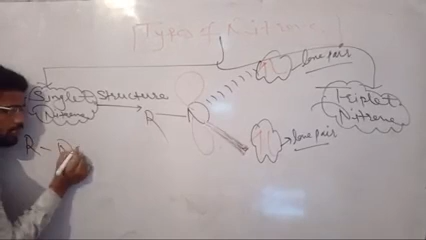 Types of Nitrene
lone pair
Singlet
Nitrene
Structure
R - N
Triplet
Nitrene
lone pair
R -